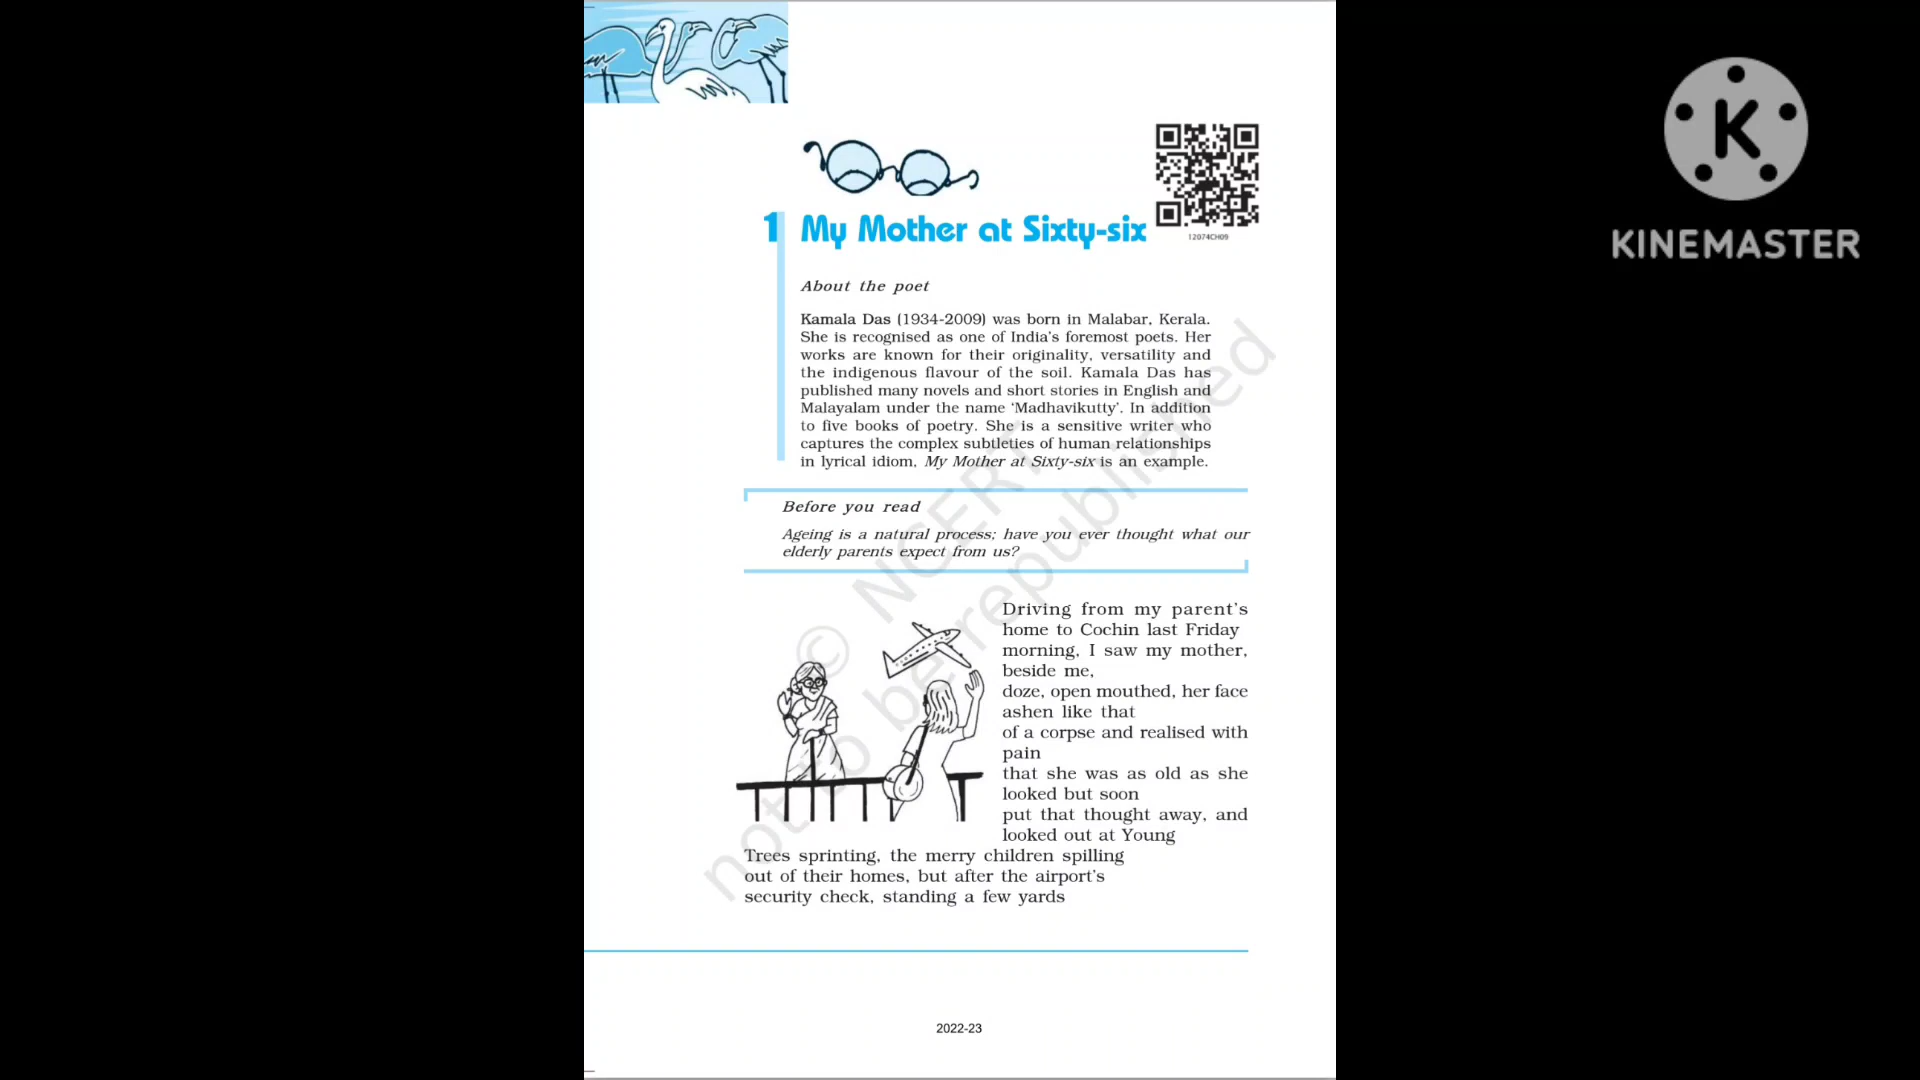 K
KINEMASTER
12074CH09
1 My Mother at Sixty-six
About the poet
Kamala Das (1934-2009) was born in Malabar, Kerala.
She is recognised as one of India's foremost poets. Her
works are known for their originality, versatility and
the indigenous flavour of the soil. Kamala Das has
published many novels and short stories in English and
Malayalam under the name 'Madhavikutty'. In addition
to five books of poetry. She is a sensitive writer who
captures the complex subtleties of human relationships
in lyrical idiom, My Mother at Sixty-six is an example.
Before you read
Ageing is a natural process; have you ever thought what our
elderly parents expect from us?
Driving from my parent's
home to Cochin last Friday
morning, I saw my mother,
beside me,
doze, open mouthed, her face
ashen like that
of a corpse and realised with
pain
that she was as old as she
looked but soon
put that thought away, and
looked out at Young
Trees sprinting, the merry children spilling
out of their homes, but after the airport's
security check, standing a few yards
© NCERT
not to be republished
2022-23